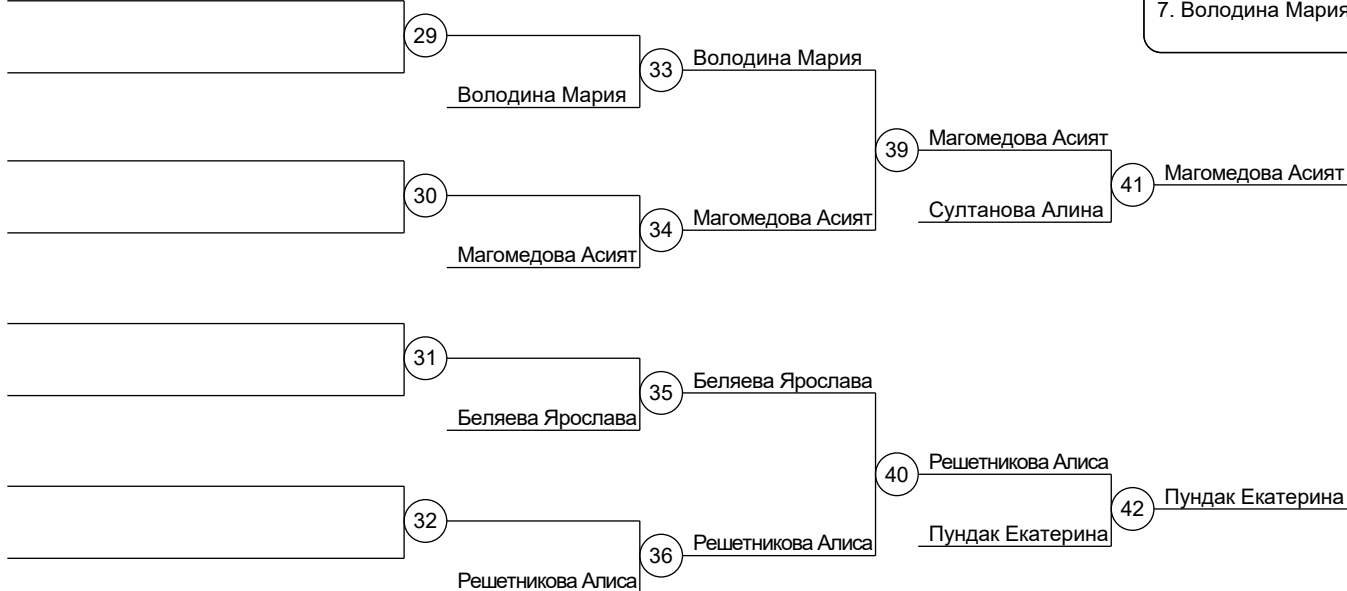 7. Володина Мария
29
33
Володина Мария
Володина Мария
39
Магомедова Асият
41
Магомедова Асият
30
Султанова Алина
34
Магомедова Асият
Магомедова Асият
31
35
Беляева Ярослава
Беляева Ярослава
40
Решетникова Алиса
42
Пундак Екатерина
32
Пундак Екатерина
36
Решетникова Алиса
Решетникова Алиса